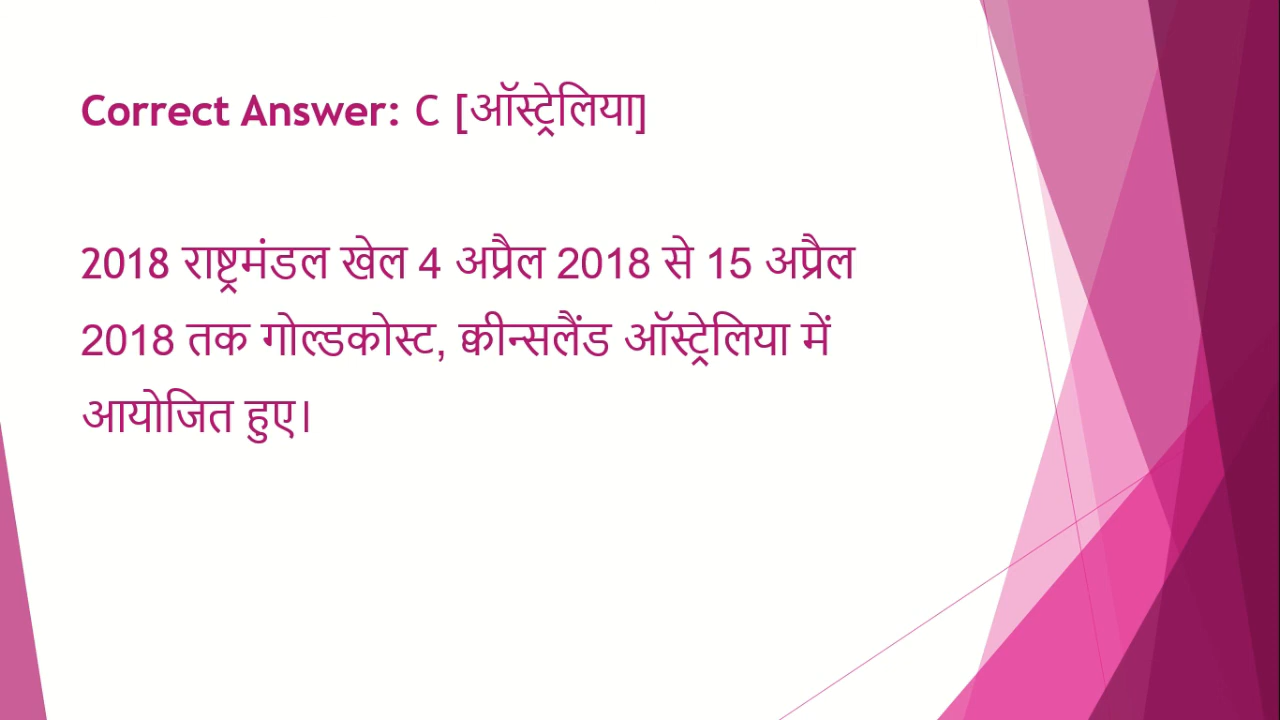 Correct Answer: C [ऑस्ट्रेलिया]
2018 राष्ट्रमंडल खेल 4 अप्रैल 2018 से 15 अप्रैल
2018 तक गोल्डकोस्ट, क्वीन्सलैंड ऑस्ट्रेलिया में
आयोजित हुए।